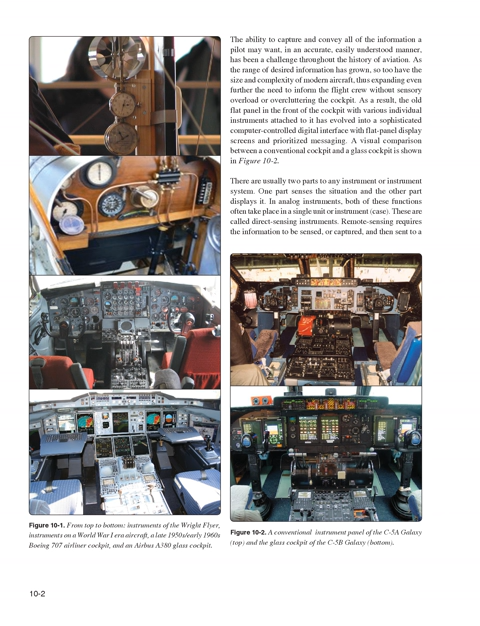 The ability to capture and convey all of the information a
pilot may want, in an accurate, easily understood manner,
has been a challenge throughout the history of aviation. As
the range of desired information has grown, so too have the
size and complexity of modern aircraft, thus expanding even
further the need to inform the flight crew without sensory
overload or overcluttering the cockpit. As a result, the old
flat panel in the front of the cockpit with various individual
instruments attached to it has evolved into a sophisticated
computer-controlled digital interface with flat-panel display
screens and prioritized messaging. A visual comparison
between a conventional cockpit and a glass cockpit is shown
in Figure 10-2.
There are usually two parts to any instrument or instrument
system. One part senses the situation and the other part
displays it. In analog instruments, both of these functions
often take place in a single unit or instrument (case). These are
called direct-sensing instruments. Remote-sensing requires
the information to be sensed, or captured, and then sent to a
Figure 10-1. From top to bottom: instruments of the Wright Flyer,
instruments on a World War I era aircraft, a late 1950s/early 1960s
Boeing 707 airliner cockpit, and an Airbus A380 glass cockpit.
Figure 10-2. A conventional instrument panel of the C-5A Galaxy
(top) and the glass cockpit of the C-5B Galaxy (bottom).
10-2